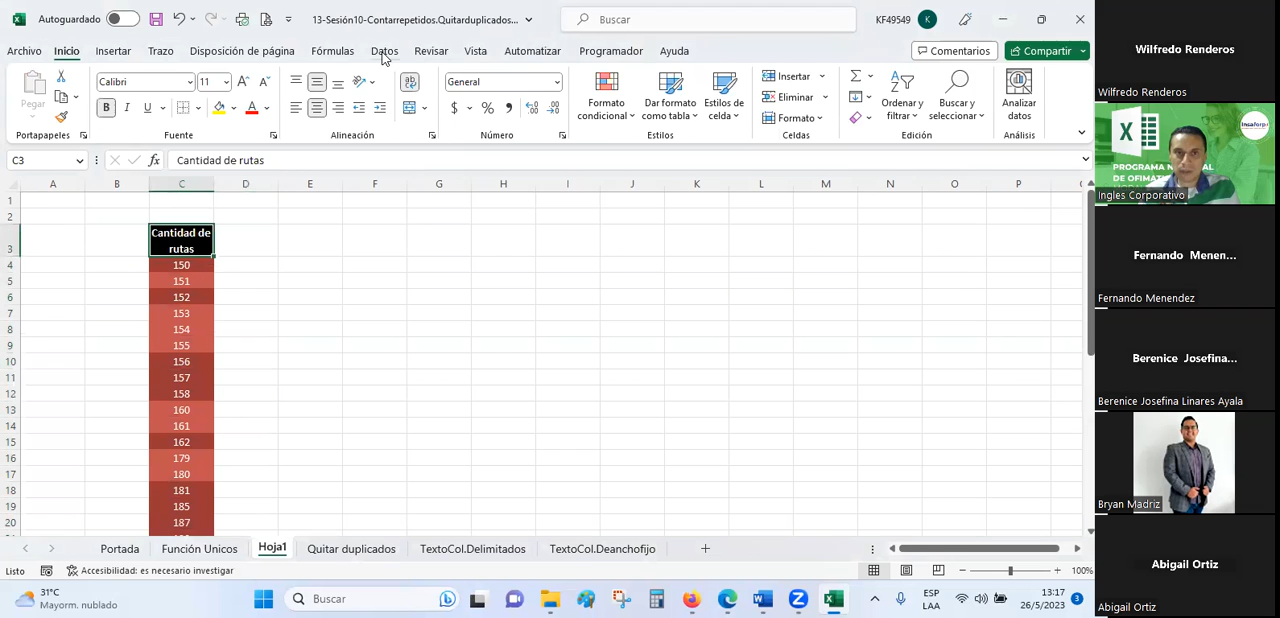 Autoguardado
13-Sesión10-Contarrepetidos.Quitarduplicados...
Buscar
KF49549
K
Archivo Inicio Insertar Trazo Disposición de página Fórmulas Datos Revisar Vista Automatizar Programador Ayuda
Comentarios
Compartir
Pegar
Calibri
11
General
Formato condicional
Dar formato como tabla
Estilos de celda
Insertar
Eliminar
Formato
Ordenar y filtrar
Buscar y seleccionar
Analizar datos
Portapapeles Fuente Alineación Número Estilos Celdas Edición Análisis
C3
Cantidad de rutas
A B C D E F G H I J K L M N O P
1
2
3 Cantidad de rutas
4 150
5 151
6 152
7 153
8 154
9 155
10 156
11 157
12 158
13 160
14 161
15 162
16 179
17 180
18 181
19 185
20 187
Portada Función Unicos Hoja1 Quitar duplicados TextoCol.Delimitados TextoCol.Deanchofijo
Listo
Accesibilidad: es necesario investigar
100%
31°C
Mayorm. nublado
Buscar
ESP
LAA
13:17
26/5/2023
3
Wilfredo Renderos
Wilfredo Renderos
Insaforp
PROGRAMA
AL
DE OFIMAT
Ingles Corporativo
Fernando Menen...
Fernando Menendez
Berenice Josefina...
Berenice Josefina Linares Ayala
Bryan Madriz
Abigail Ortiz
Abigail Ortiz